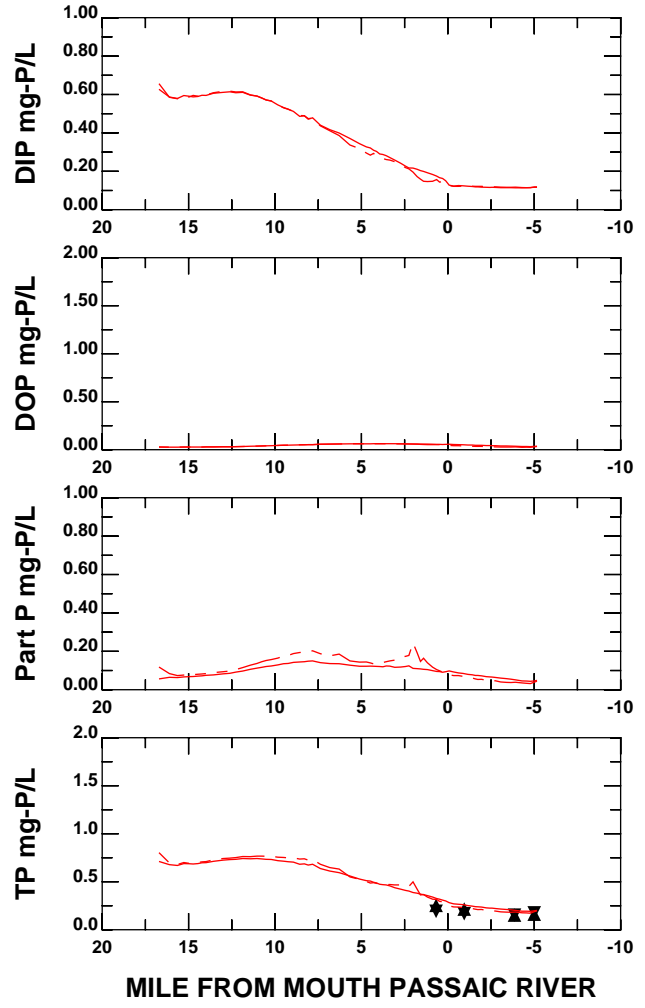 DIP mg-P/L
1.00
0.80
0.60
0.40
0.20
0.00
20 15 10 5 0 -5 -10
DOP mg-P/L
2.00
1.50
1.00
0.50
0.00
20 15 10 5 0 -5 -10
Part P mg-P/L
1.00
0.80
0.60
0.40
0.20
0.00
20 15 10 5 0 -5 -10
TP mg-P/L
2.0
1.5
1.0
0.5
0.0
20 15 10 5 0 -5 -10
MILE FROM MOUTH PASSAIC RIVER